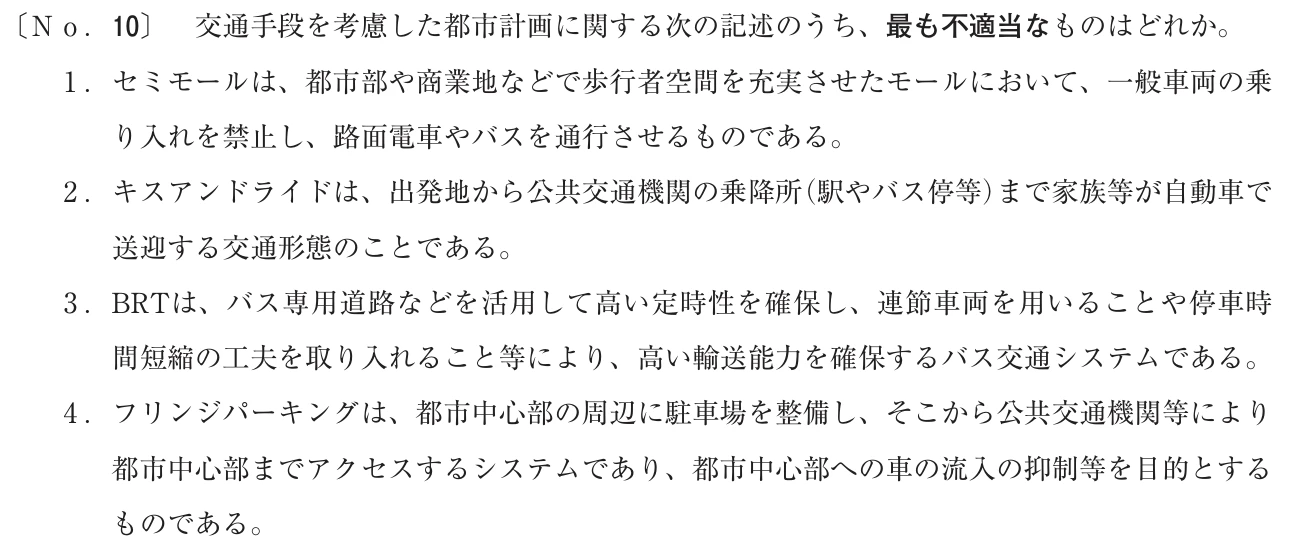 〔No. 10〕 交通手段を考慮した都市計画に関する次の記述のうち、最も不適当なものはどれか。
1. セミモールは、都市部や商業地などで歩行者空間を充実させたモールにおいて、一般車両の乗
り入れを禁止し、路面電車やバスを通行させるものである。
2. キスアンドライドは、出発地から公共交通機関の乗降所(駅やバス停等)まで家族等が自動車で
送迎する交通形態のことである。
3. BRTは、バス専用道路などを活用して高い定時性を確保し、連節車両を用いることや停車時
間短縮の工夫を取り入れること等により、高い輸送能力を確保するバス交通システムである。
4. フリンジパーキングは、都市中心部の周辺に駐車場を整備し、そこから公共交通機関等により
都市中心部までアクセスするシステムであり、都市中心部への車の流入の抑制等を目的とする
ものである。